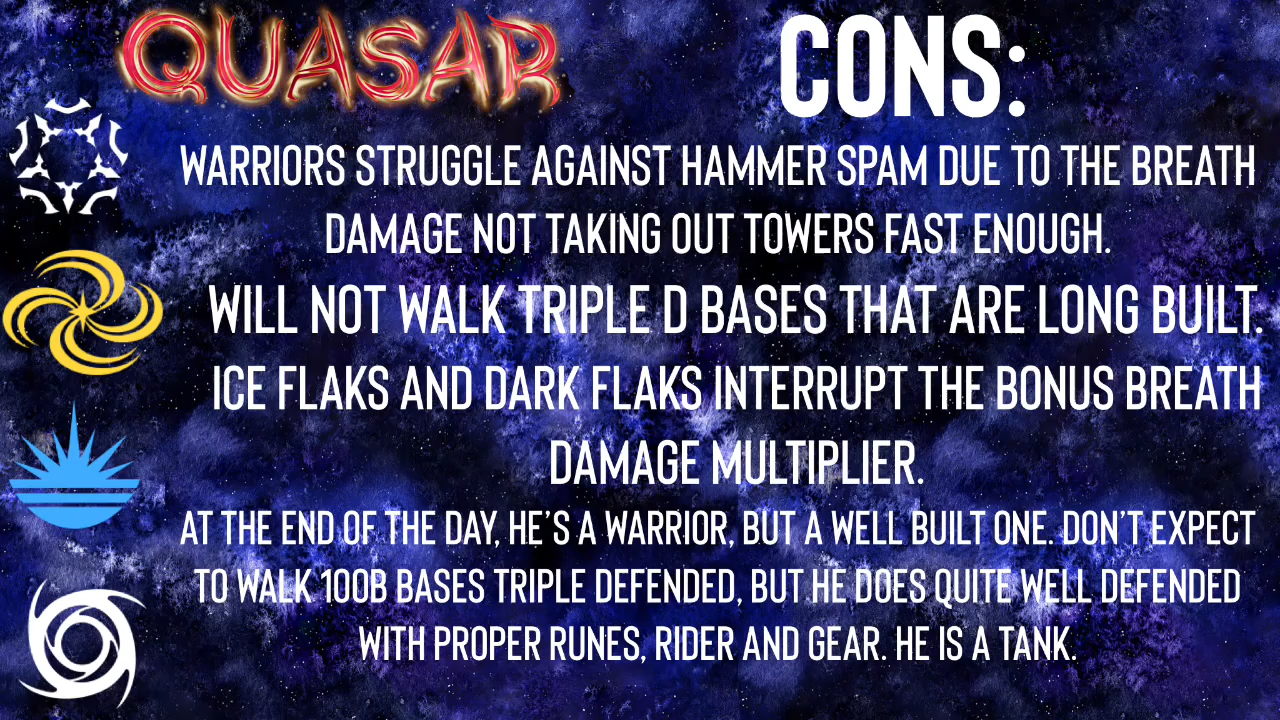 QUASAR
CONS:
WARRIORS STRUGGLE AGAINST HAMMER SPAM DUE TO THE BREATH
DAMAGE NOT TAKING OUT TOWERS FAST ENOUGH.
WILL NOT WALK TRIPLE D BASES THAT ARE LONG BUILT.
ICE FLAKS AND DARK FLAKS INTERRUPT THE BONUS BREATH
DAMAGE MULTIPLIER.
AT THE END OF THE DAY, HE'S A WARRIOR, BUT A WELL BUILT ONE. DON'T EXPECT
TO WALK 100B BASES TRIPLE DEFENDED, BUT HE DOES QUITE WELL DEFENDED
WITH PROPER RUNES, RIDER AND GEAR. HE IS A TANK.